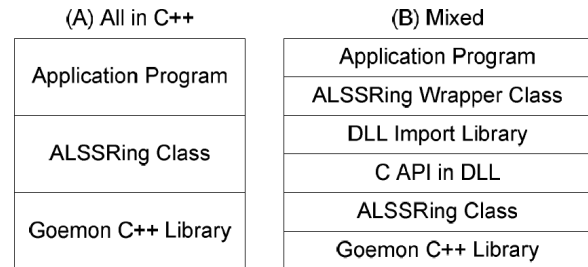 (A) All in C++
Application Program
ALSSRing Class
Goemon C++ Library
(B) Mixed
Application Program
ALSSRing Wrapper Class
DLL Import Library
C API in DLL
ALSSRing Class
Goemon C++ Library